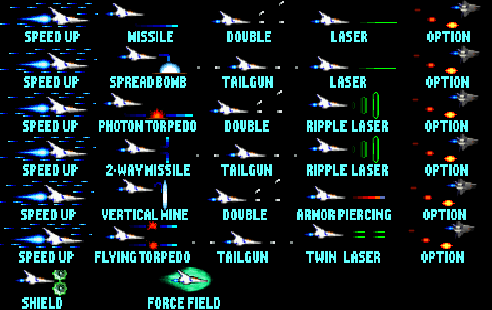 SPEED UP MISSILE DOUBLE LASER OPTION
SPEED UP SPREAD BOMB TAILGUN LASER OPTION
SPEED UP PHOTON TORPEDO DOUBLE RIPPLE LASER OPTION
SPEED UP 2-WAY MISSILE TAILGUN RIPPLE LASER OPTION
SPEED UP VERTICAL MINE DOUBLE ARMOR PIERCING OPTION
SPEED UP FLYING TORPEDO TAILGUN TWIN LASER OPTION
SHIELD FORCE FIELD